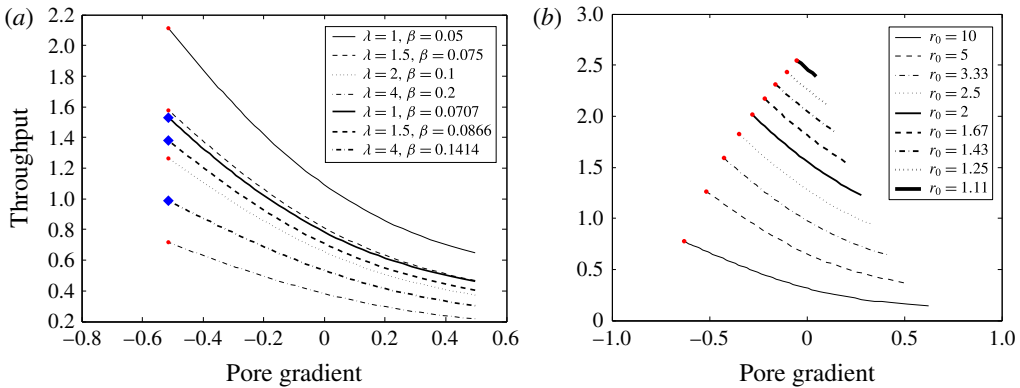 (a)
2.2
2.0
1.8
1.6
1.4
1.2
1.0
0.8
0.6
0.4
0.2
Throughput
λ = 1, β = 0.05
λ = 1.5, β = 0.075
λ = 2, β = 0.1
λ = 4, β = 0.2
λ = 1, β = 0.0707
λ = 1.5, β = 0.0866
λ = 4, β = 0.1414
−0.8 −0.6 −0.4 −0.2 0 0.2 0.4 0.6
Pore gradient
(b)
3.0
2.5
2.0
1.5
1.0
0.5
0
r₀ = 10
r₀ = 5
r₀ = 3.33
r₀ = 2.5
r₀ = 2
r₀ = 1.67
r₀ = 1.43
r₀ = 1.25
r₀ = 1.11
−1.0 −0.5 0 0.5 1.0
Pore gradient